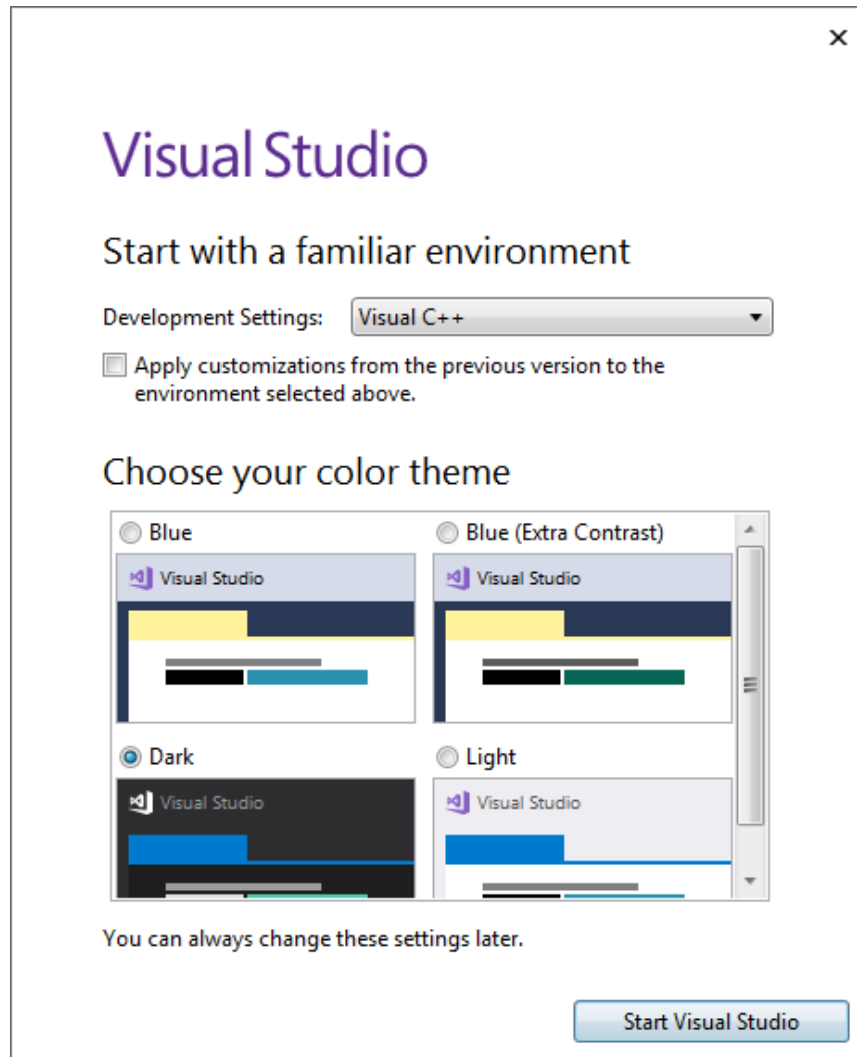 Visual Studio
Start with a familiar environment
Development Settings: Visual C++
Apply customizations from the previous version to the
environment selected above.
Choose your color theme
Blue
Blue (Extra Contrast)
Visual Studio
Visual Studio
Dark
Light
Visual Studio
Visual Studio
You can always change these settings later.
Start Visual Studio